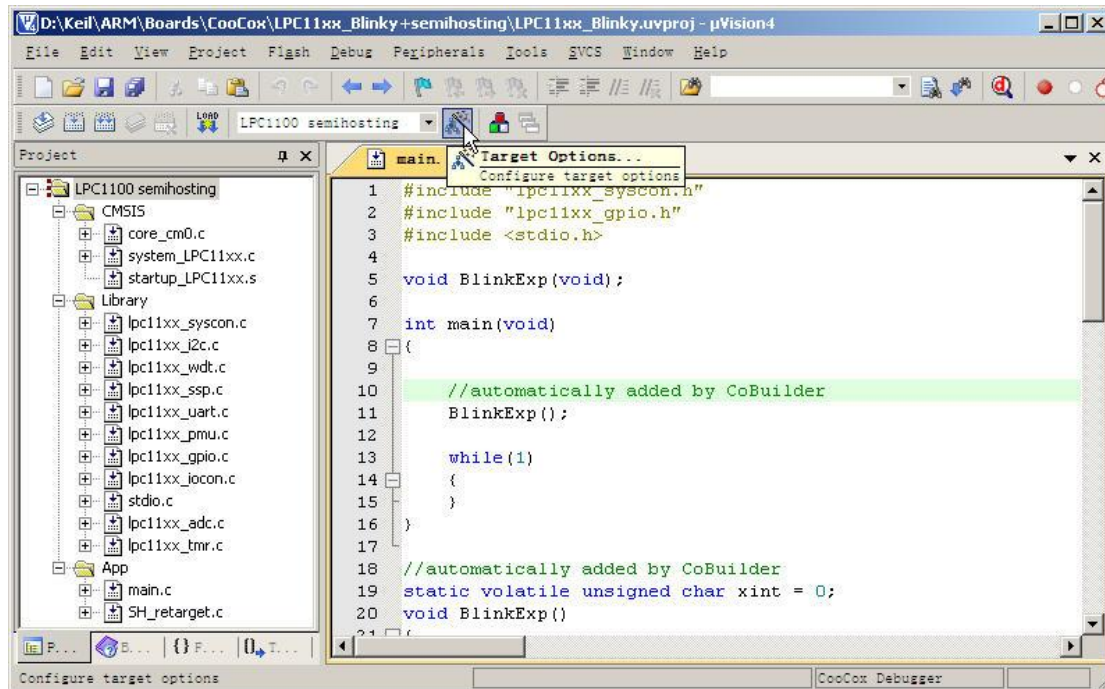 D:\Keil\ARM\Boards\CooCox\LPC11xx_Blinky+semihosting\LPC11xx_Blinky.uvproj - µVision4
File Edit View Project Flash Debug Peripherals Tools SVCS Window Help
LOAD LPC1100 semihosting
Project
main.
Target Options...
Configure target options
LPC1100 semihosting
CMSIS
core_cm0.c
system_LPC11xx.c
startup_LPC11xx.s
Library
lpc11xx_syscon.c
lpc11xx_i2c.c
lpc11xx_wdt.c
lpc11xx_ssp.c
lpc11xx_uart.c
lpc11xx_pmu.c
lpc11xx_gpio.c
lpc11xx_iocon.c
stdio.c
lpc11xx_adc.c
lpc11xx_tmr.c
App
main.c
SH_retarget.c
P... B... {} F... 0 T...
1 #include "lpc11xx_syscon.h"
2 #include "lpc11xx_gpio.h"
3 #include <stdio.h>
4
5 void BlinkExp(void);
6
7 int main(void)
8 {
9
10 //automatically added by CoBuilder
11 BlinkExp();
12
13 while(1)
14 {
15 }
16 }
17
18 //automatically added by CoBuilder
19 static volatile unsigned char xint = 0;
20 void BlinkExp()
21 {
Configure target options
CooCox Debugger